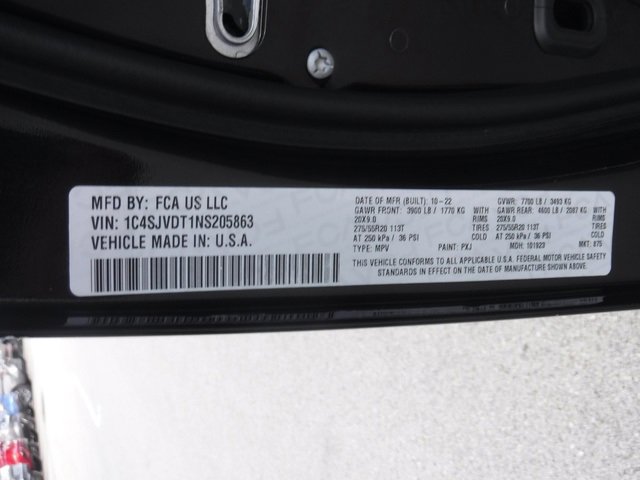 MFD BY: FCA US LLC
VIN: 1C4SJVDT1NS205863
VEHICLE MADE IN: U.S.A.
DATE OF MFR (BUILT): 10-22 GVWR: 7700 LB / 3493 KG
GAWR FRONT: 3900 LB / 1770 KG WITH GAWR REAR: 4600 LB / 2087 KG WITH
20X9.0 RIMS 20X9.0 RIMS
275/55R20 113T TIRES 275/55R20 113T TIRES
AT 250 kPa / 36 PSI COLD AT 250 kPa / 36 PSI COLD
TYPE: MPV PAINT: PXJ MDH: 101923 MKT: 875
THIS VEHICLE CONFORMS TO ALL APPLICABLE U.S.A. FEDERAL MOTOR VEHICLE SAFETY
STANDARDS IN EFFECT ON THE DATE OF MANUFACTURE SHOWN ABOVE.